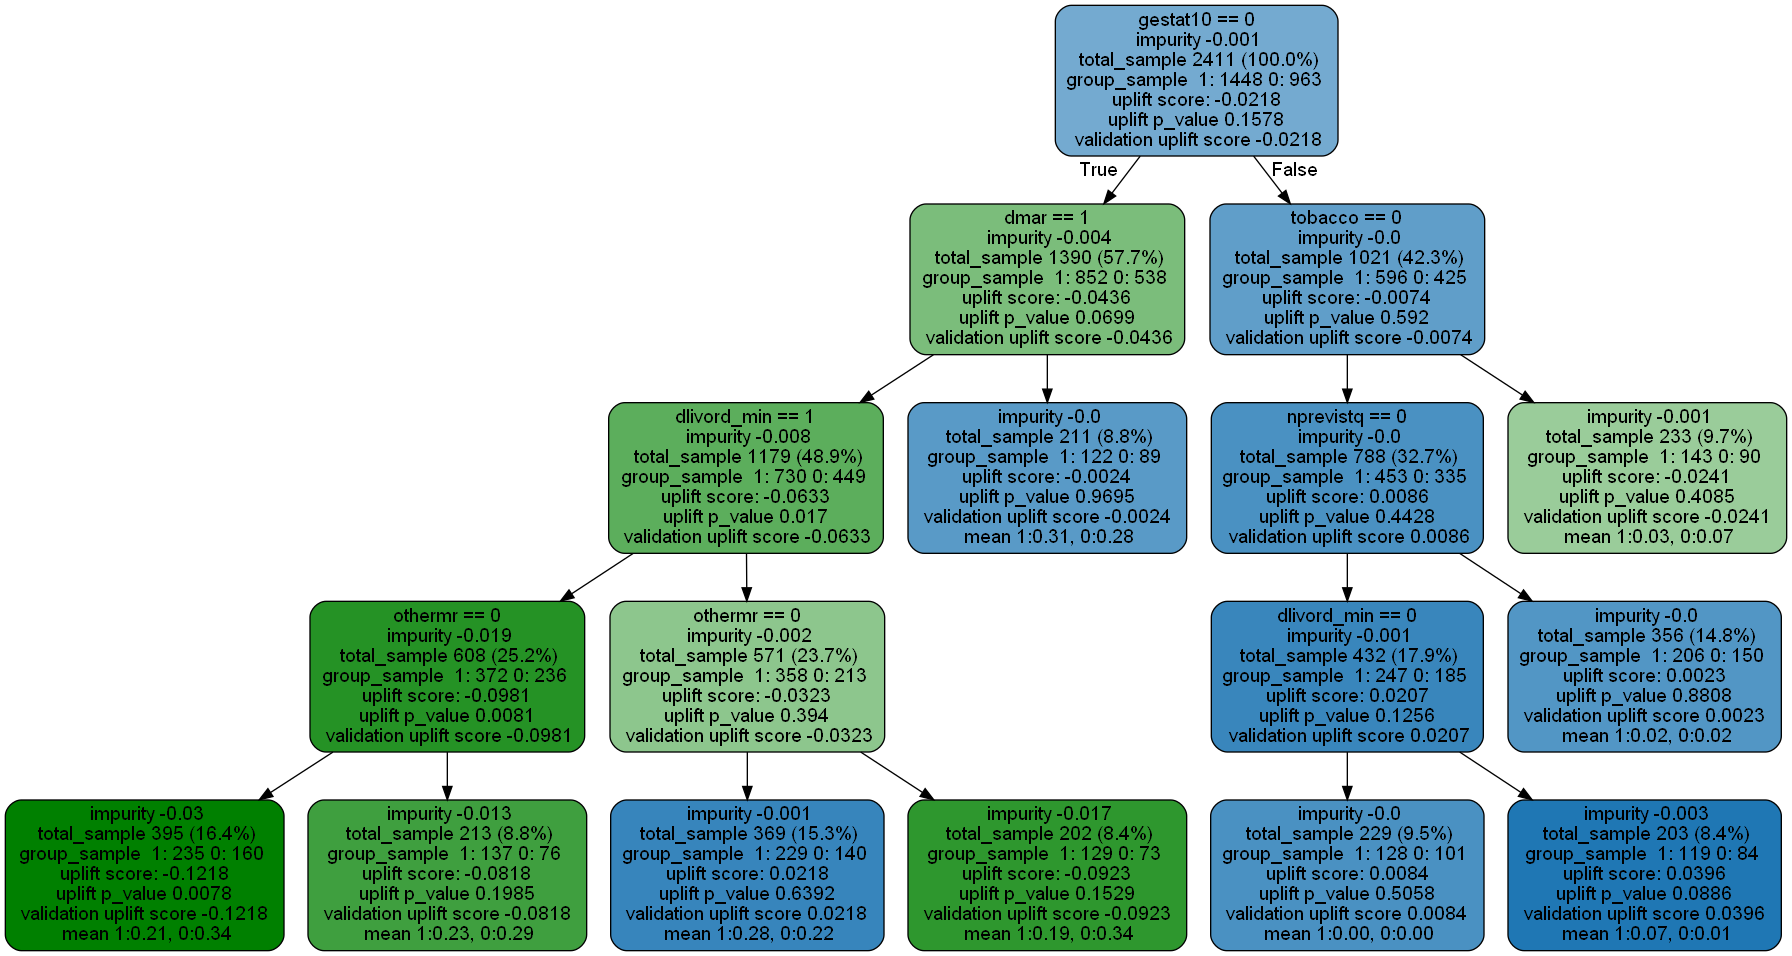 gestat10 == 0
impurity -0.001
total_sample 2411 (100.0%)
group_sample 1: 1448 0: 963
uplift score: -0.0218
uplift p_value 0.1578
validation uplift score -0.0218
True
False
dmar == 1
impurity -0.004
total_sample 1390 (57.7%)
group_sample 1: 852 0: 538
uplift score: -0.0436
uplift p_value 0.0699
validation uplift score -0.0436
tobacco == 0
impurity -0.0
total_sample 1021 (42.3%)
group_sample 1: 596 0: 425
uplift score: -0.0074
uplift p_value 0.592
validation uplift score -0.0074
dlivord_min == 1
impurity -0.008
total_sample 1179 (48.9%)
group_sample 1: 730 0: 449
uplift score: -0.0633
uplift p_value 0.017
validation uplift score -0.0633
impurity -0.0
total_sample 211 (8.8%)
group_sample 1: 122 0: 89
uplift score: -0.0024
uplift p_value 0.9695
validation uplift score -0.0024
mean 1:0.31, 0:0.28
nprevistq == 0
impurity -0.0
total_sample 788 (32.7%)
group_sample 1: 453 0: 335
uplift score: 0.0086
uplift p_value 0.4428
validation uplift score 0.0086
impurity -0.001
total_sample 233 (9.7%)
group_sample 1: 143 0: 90
uplift score: -0.0241
uplift p_value 0.4085
validation uplift score -0.0241
mean 1:0.03, 0:0.07
othermr == 0
impurity -0.019
total_sample 608 (25.2%)
group_sample 1: 372 0: 236
uplift score: -0.0981
uplift p_value 0.0081
validation uplift score -0.0981
othermr == 0
impurity -0.002
total_sample 571 (23.7%)
group_sample 1: 358 0: 213
uplift score: -0.0323
uplift p_value 0.394
validation uplift score -0.0323
dlivord_min == 0
impurity -0.001
total_sample 432 (17.9%)
group_sample 1: 247 0: 185
uplift score: 0.0207
uplift p_value 0.1256
validation uplift score 0.0207
impurity -0.0
total_sample 356 (14.8%)
group_sample 1: 206 0: 150
uplift score: 0.0023
uplift p_value 0.8808
validation uplift score 0.0023
mean 1:0.02, 0:0.02
impurity -0.03
total_sample 395 (16.4%)
group_sample 1: 235 0: 160
uplift score: -0.1218
uplift p_value 0.0078
validation uplift score -0.1218
mean 1:0.21, 0:0.34
impurity -0.013
total_sample 213 (8.8%)
group_sample 1: 137 0: 76
uplift score: -0.0818
uplift p_value 0.1985
validation uplift score -0.0818
mean 1:0.23, 0:0.29
impurity -0.001
total_sample 369 (15.3%)
group_sample 1: 229 0: 140
uplift score: 0.0218
uplift p_value 0.6392
validation uplift score 0.0218
mean 1:0.28, 0:0.22
impurity -0.017
total_sample 202 (8.4%)
group_sample 1: 129 0: 73
uplift score: -0.0923
uplift p_value 0.1529
validation uplift score -0.0923
mean 1:0.19, 0:0.34
impurity -0.0
total_sample 229 (9.5%)
group_sample 1: 128 0: 101
uplift score: 0.0084
uplift p_value 0.5058
validation uplift score 0.0084
mean 1:0.00, 0:0.00
impurity -0.003
total_sample 203 (8.4%)
group_sample 1: 119 0: 84
uplift score: 0.0396
uplift p_value 0.0886
validation uplift score 0.0396
mean 1:0.07, 0:0.01